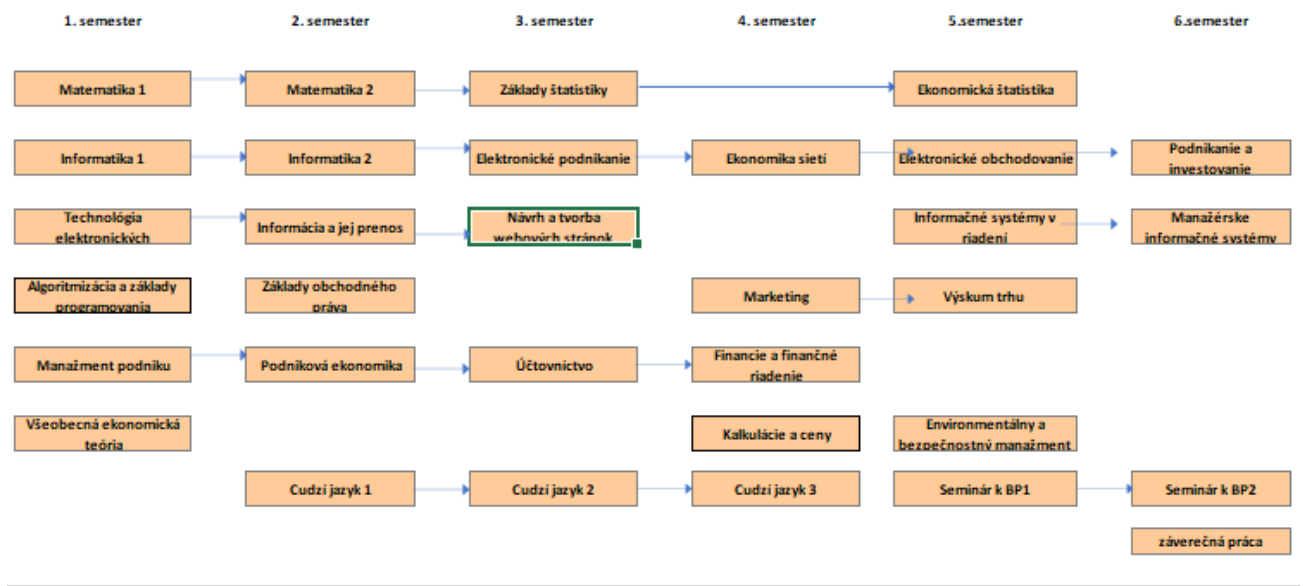 1. semester 2. semester 3. semester 4. semester 5.semester 6.semester
Matematika 1 Matematika 2 Základy štatistiky Ekonomická štatistika
Informatika 1 Informatika 2 Elektronické podnikanie Ekonomika sietí Elektronické obchodovanie Podnikanie a
investovanie
Technológia
elektronických
Informácia a jej prenos
Návrh a tvorba
webových stránok
Informačné systémy v
riadení
Manažérske
informačné systémy
Algoritmizácia a základy
programovania
Základy obchodného
práva
Marketing
Výskum trhu
Manažment podniku
Podniková ekonomika
Účtovníctvo
Financie a finančné
riadenie
Všeobecná ekonomická
teória
Kalkulácie a ceny
Environmentálny a
bezpečnostný manažment
Cudzí jazyk 1 Cudzí jazyk 2 Cudzí jazyk 3 Seminár k BP1 Seminár k BP2
záverečná práca